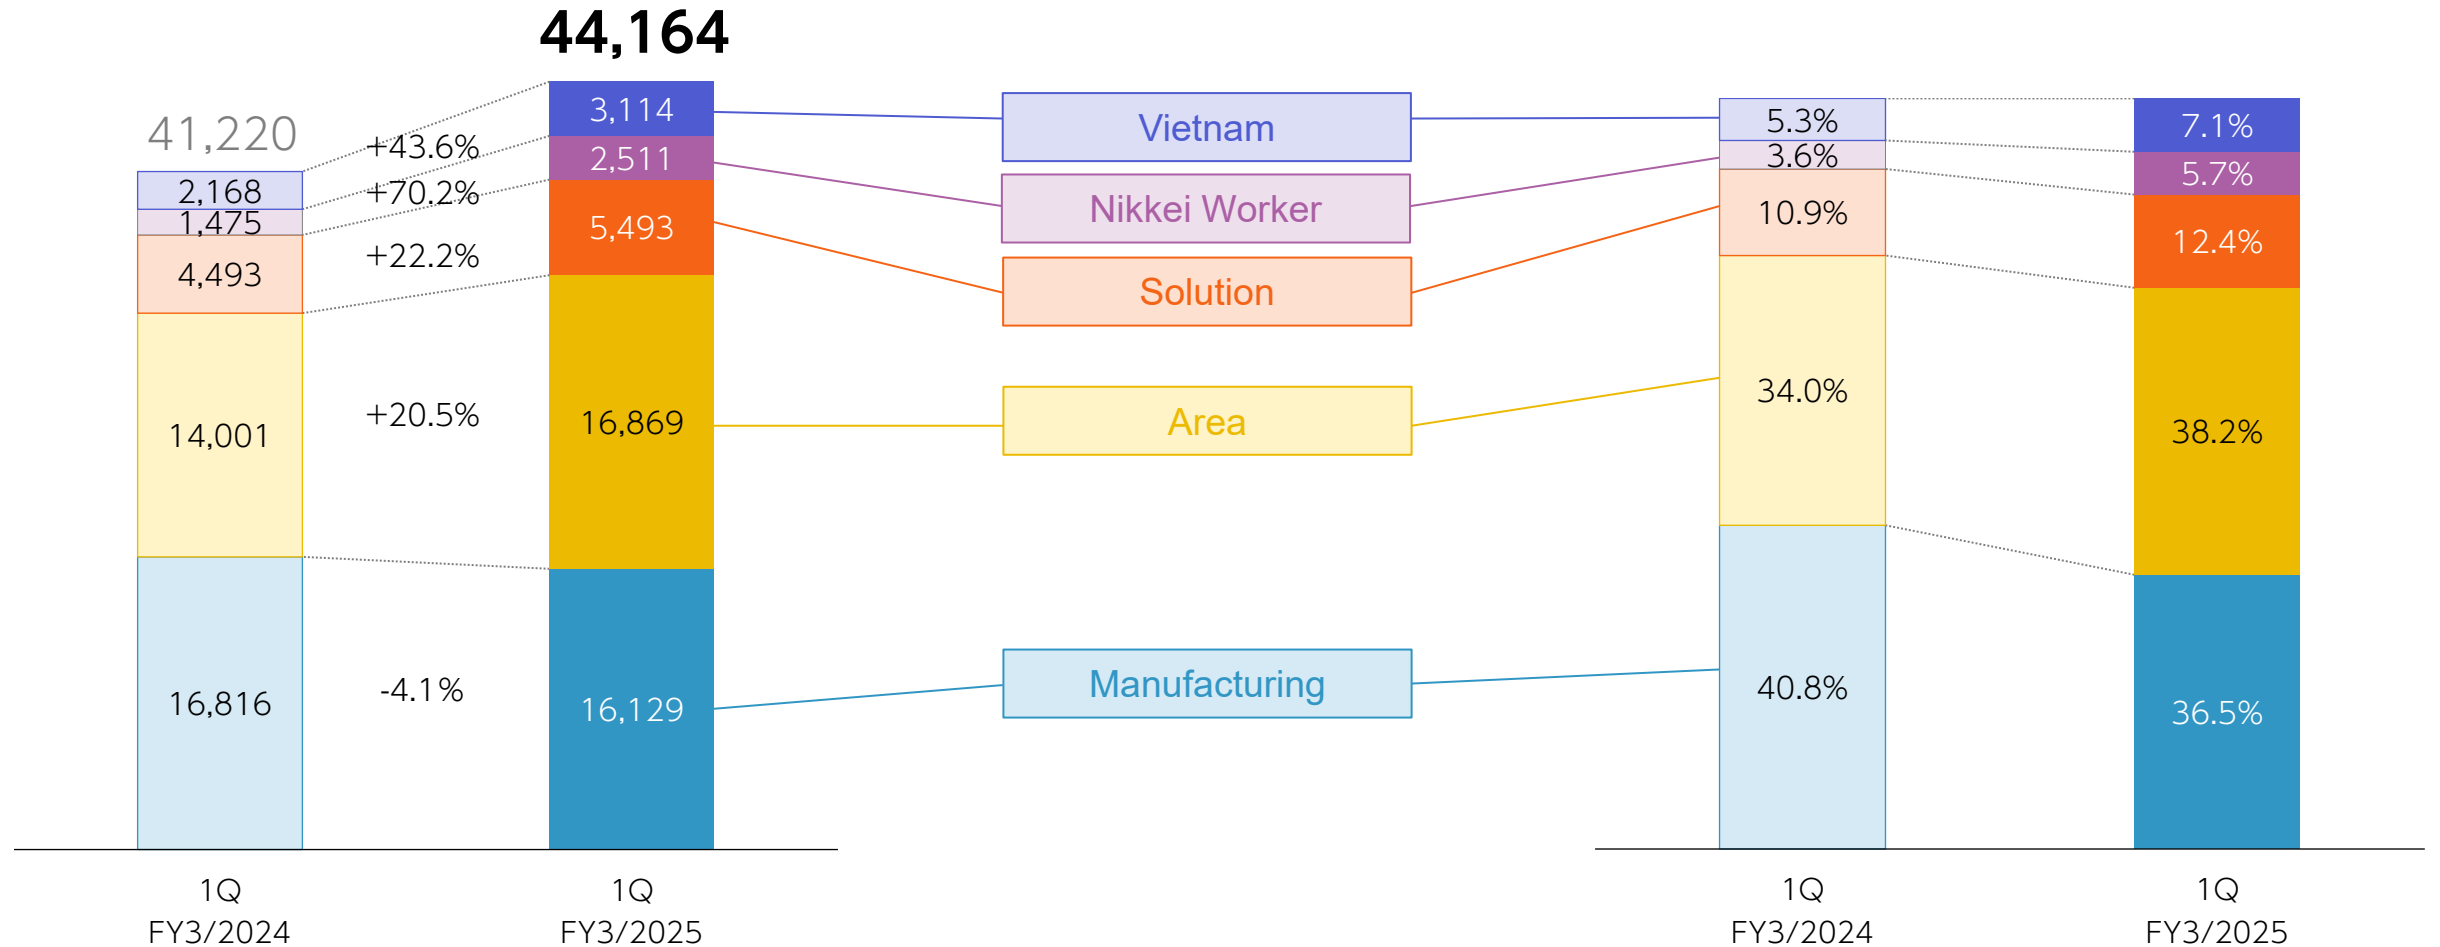 44,164
41,220
2,168
1,475
4,493
14,001
16,816
+43.6%
+70.2%
+22.2%
+20.5%
-4.1%
3,114
2,511
5,493
16,869
16,129
Vietnam
Nikkei Worker
Solution
Area
Manufacturing
5.3%
3.6%
10.9%
34.0%
40.8%
7.1%
5.7%
12.4%
38.2%
36.5%
1Q
FY3/2024
1Q
FY3/2025
1Q
FY3/2024
1Q
FY3/2025